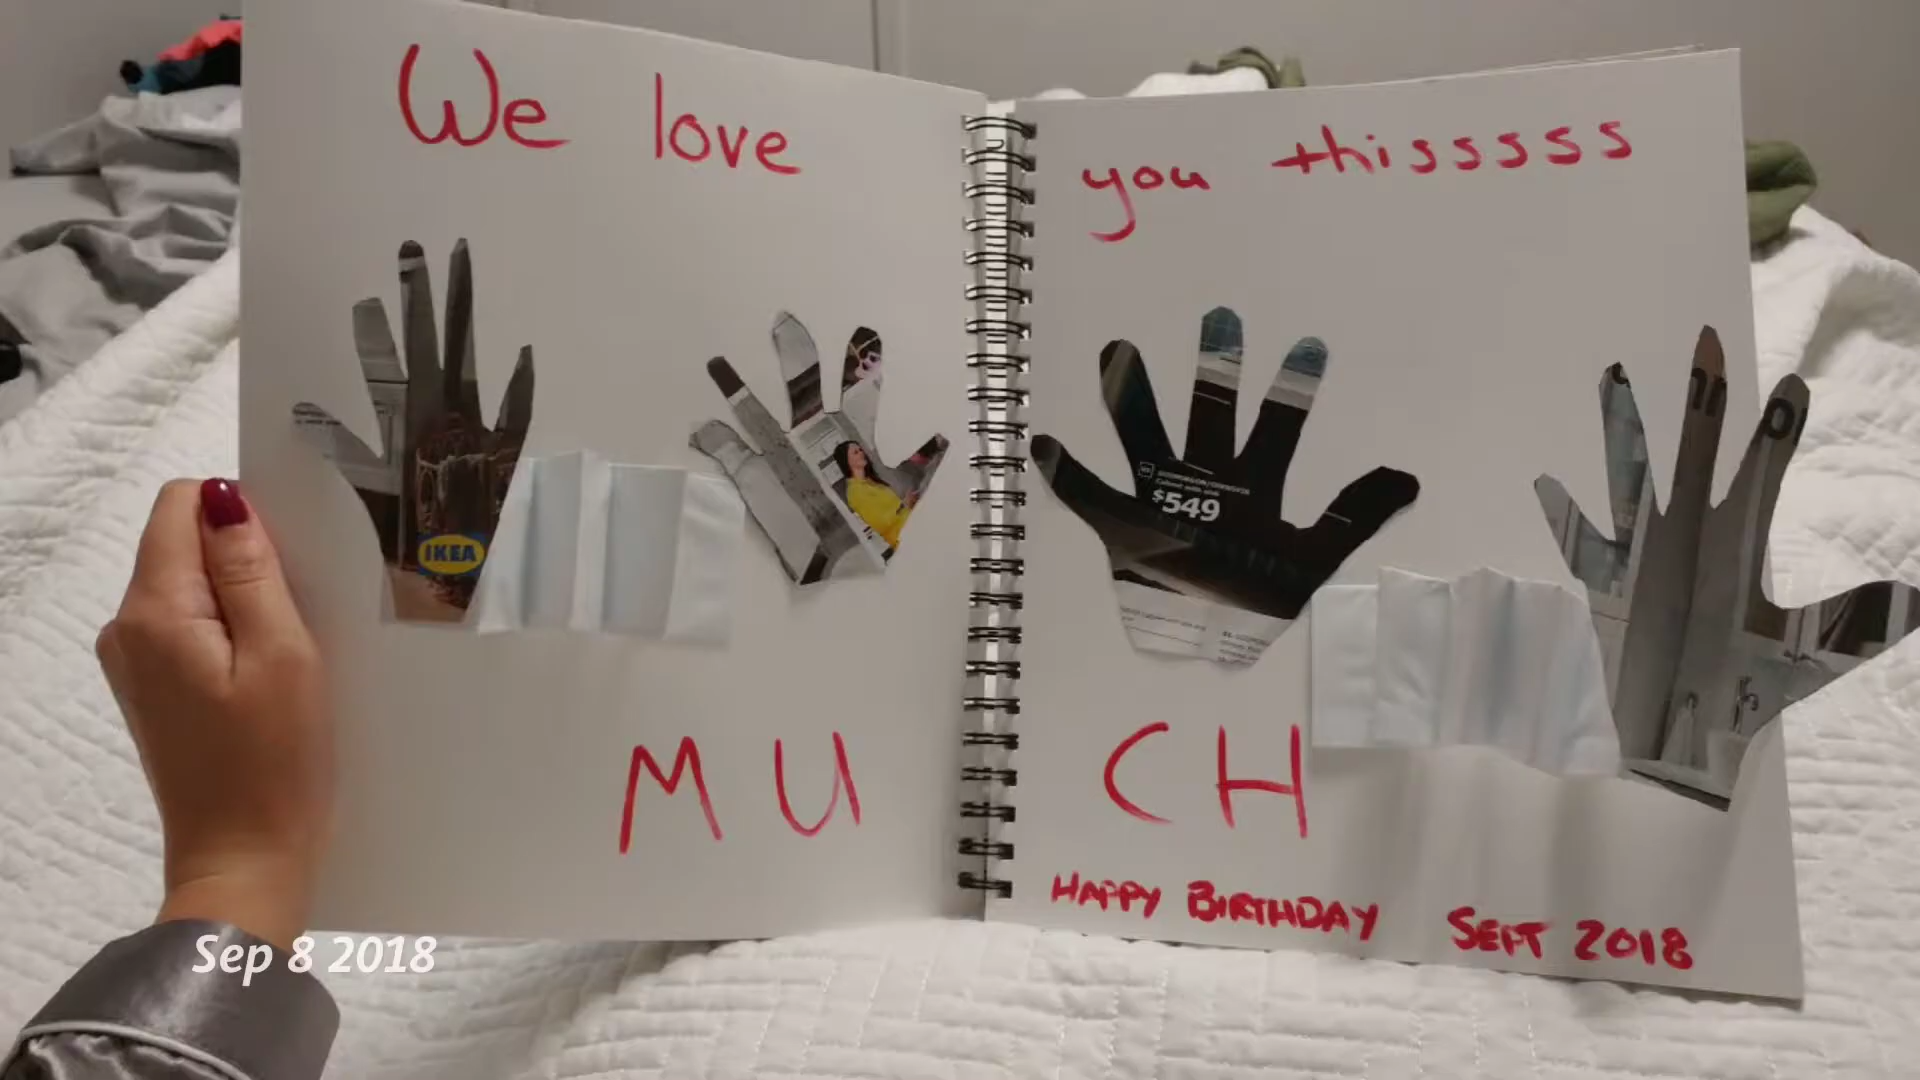 We love you thisssss
IKEA
$549
MU CH
HAPPY BIRTHDAY SEPT 2018
Sep 8 2018